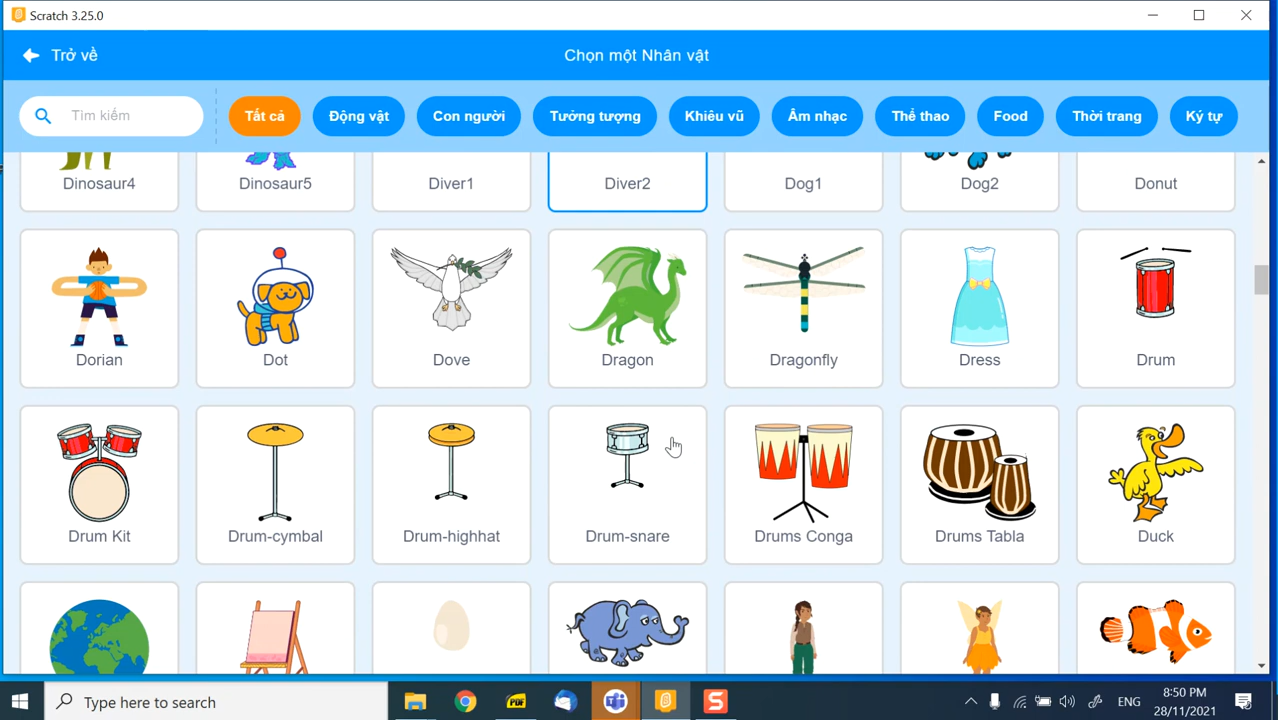 Scratch 3.25.0
Trở về
Chọn một Nhân vật
Tìm kiếm
Tất cả
Động vật
Con người
Tưởng tượng
Khiêu vũ
Âm nhạc
Thể thao
Food
Thời trang
Ký tự
Dinosaur4
Dinosaur5
Diver1
Diver2
Dog1
Dog2
Donut
Dorian
Dot
Dove
Dragon
Dragonfly
Dress
Drum
Drum Kit
Drum-cymbal
Drum-highhat
Drum-snare
Drums Conga
Drums Tabla
Duck
Type here to search
PDF
S
ENG
8:50 PM
28/11/2021